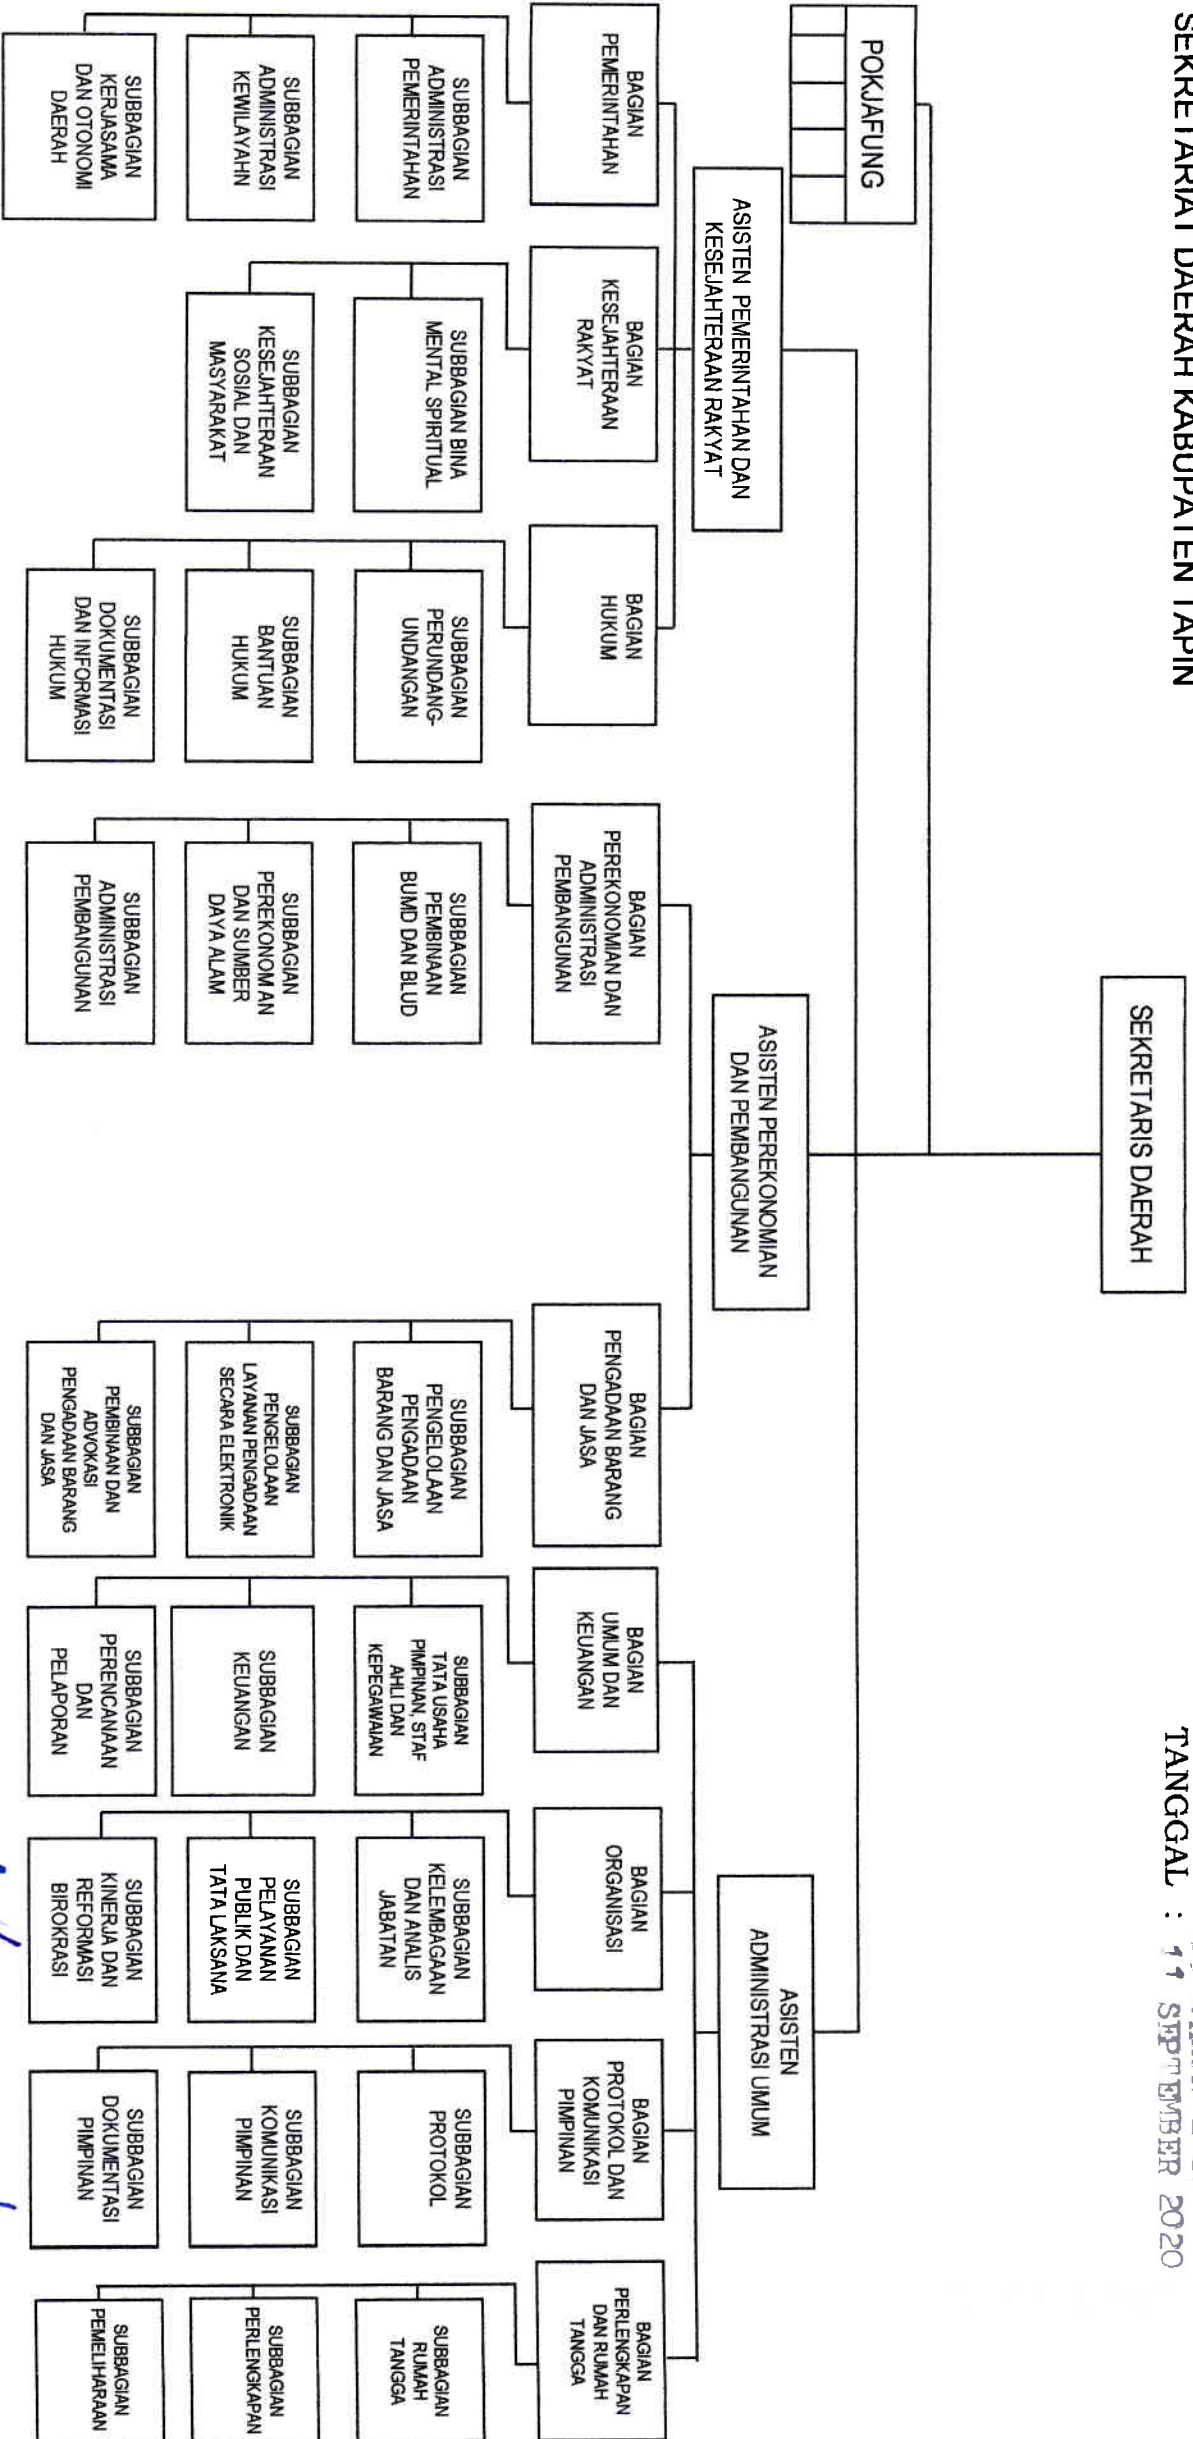 SEKRETARIAT DAERAH KABUPATEN TAPIN
TANGGAL : 11 SEPTEMBER 2020
SEKRETARIS DAERAH
POKJAFUNG
ASISTEN PEMERINTAHAN DAN
KESEJAHTERAAN RAKYAT
ASISTEN PEREKONOMIAN
DAN PEMBANGUNAN
ASISTEN
ADMINISTRASI UMUM
BAGIAN
PEMERINTAHAN
BAGIAN
KESEJAHTERAAN
RAKYAT
BAGIAN
HUKUM
BAGIAN
PEREKONOMIAN DAN
ADMINISTRASI
PEMBANGUNAN
BAGIAN
PENGADAAN BARANG
DAN JASA
BAGIAN
UMUM DAN
KEUANGAN
BAGIAN
ORGANISASI
BAGIAN
PROTOKOL DAN
KOMUNIKASI
PIMPINAN
BAGIAN
PERLENGKAPAN
DAN RUMAH
TANGGA
SUBBAGIAN
ADMINISTRASI
PEMERINTAHAN
SUBBAGIAN BINA
MENTAL SPIRITUAL
SUBBAGIAN
PERUNDANG-
UNDANGAN
SUBBAGIAN
PEMBINAAN
BUMD DAN BLUD
SUBBAGIAN
PENGELOLAAN
PENGADAAN
BARANG DAN JASA
SUBBAGIAN
TATA USAHA
PIMPINAN, STAF
AHLI DAN
KEPEGAWAIAN
SUBBAGIAN
KELEMBAGAAN
DAN ANALIS
JABATAN
SUBBAGIAN
PROTOKOL
SUBBAGIAN
RUMAH
TANGGA
SUBBAGIAN
ADMINISTRASI
KEWILAYAHN
SUBBAGIAN
KESEJAHTERAAN
SOSIAL DAN
MASYARAKAT
SUBBAGIAN
BANTUAN
HUKUM
SUBBAGIAN
PEREKONOM AN
DAN SUMBER
DAYA ALAM
SUBBAGIAN
PENGELOLAAN
LAYANAN PENGADAAN
SECARA ELEKTRONIK
SUBBAGIAN
KEUANGAN
SUBBAGIAN
PELAYANAN
PUBLIK DAN
TATA LAKSANA
SUBBAGIAN
KOMUNIKASI
PIMPINAN
SUBBAGIAN
PERLENGKAPAN
SUBBAGIAN
KERJASAMA
DAN OTONOMI
DAERAH
SUBBAGIAN
DOKUMENTASI
DAN INFORMASI
HUKUM
SUBBAGIAN
ADMINISTRASI
PEMBANGUNAN
SUBBAGIAN
PEMBINAAN DAN
ADVOKASI
PENGADAAN BARANG
DAN JASA
SUBBAGIAN
PERENCANAAN
DAN
PELAPORAN
SUBBAGIAN
KINERJA DAN
REFORMASI
BIROKRASI
SUBBAGIAN
DOKUMENTASI
PIMPINAN
SUBBAGIAN
PEMELIHARAAN